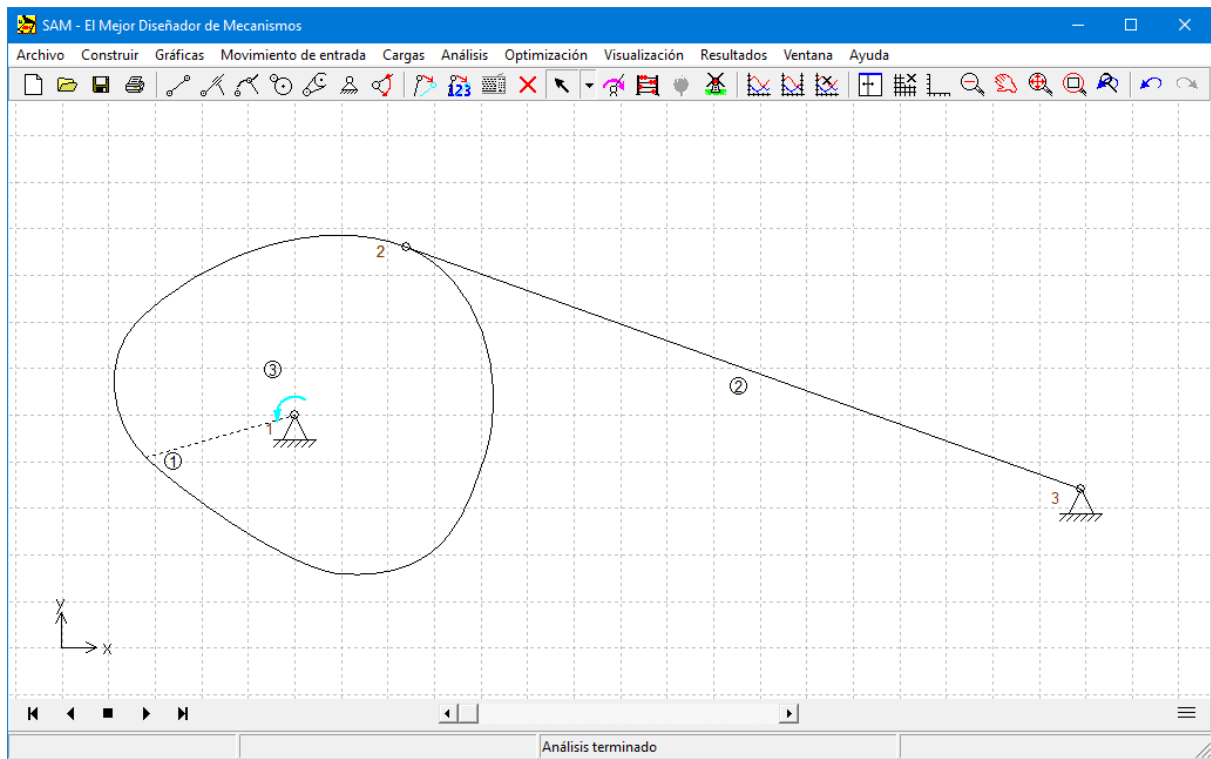 SAM - El Mejor Diseñador de Mecanismos
Archivo Construir Gráficas Movimiento de entrada Cargas Análisis Optimización Visualización Resultados Ventana Ayuda
123
2
3
2
1
1
3
y
x
Análisis terminado